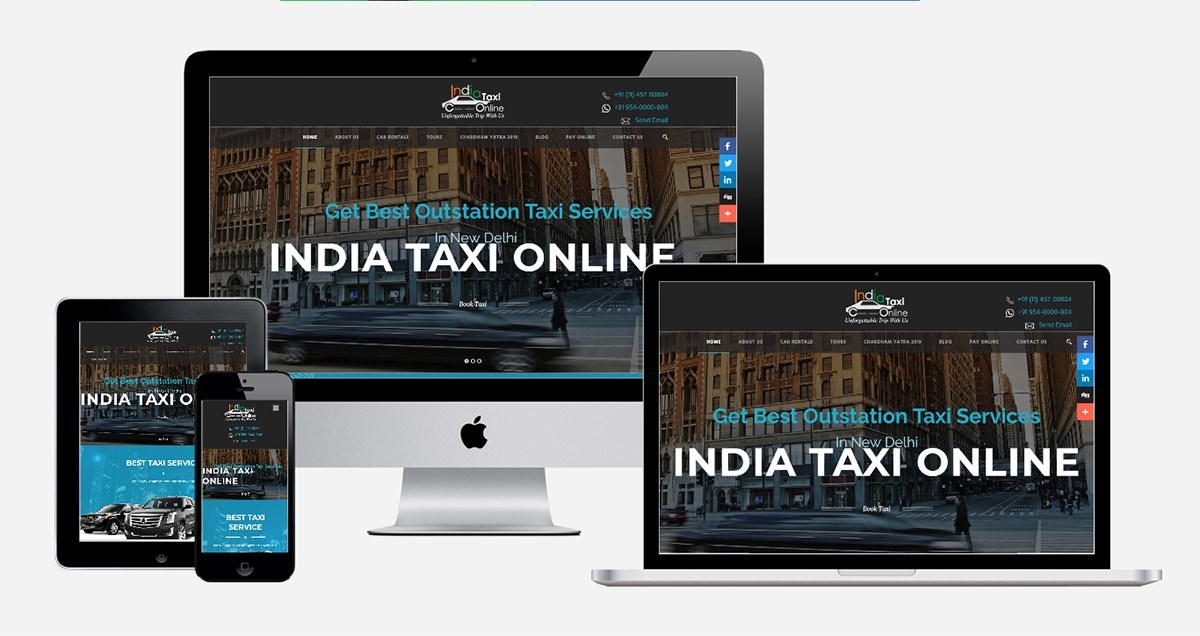 India Taxi
Online
Unforgettable Trip With Us
+91 (11) 457 00804
+91 954-0000-804
Send Email
HOME ABOUT US CAR RENTALS TOURS CHARDHAM YATRA 2019 BLOG PAY ONLINE CONTACT US
Get Best Outstation Taxi Services
In New Delhi
INDIA TAXI ONLINE
Book Taxi
India Taxi
Online
Unforgettable Trip With Us
+91 (11) 457 00804
+91 954-0000-804
Send Email
HOME ABOUT US CAR RENTALS TOURS CHARDHAM YATRA 2019 BLOG PAY ONLINE CONTACT US
Get Best Outstation Taxi Services
In New Delhi
INDIA TAXI ONLINE
Book Taxi
Get Best Outstation Tax
INDIA TAXI O
BEST TAXI SERVIC
India Taxi
Online
INDIA TAXI
ONLINE
BEST TAXI
SERVICE